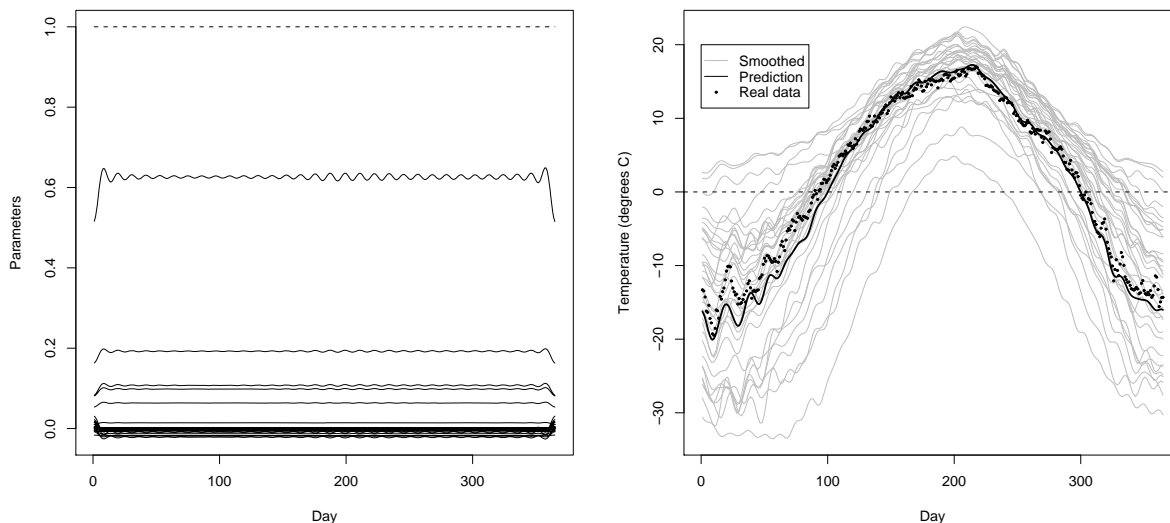 Parameters
1.0
0.8
0.6
0.4
0.2
0.0
0
100
200
300
Day
Temperature (degrees C)
20
10
0
−10
−20
−30
Smoothed
Prediction
Real data
0
100
200
300
Day